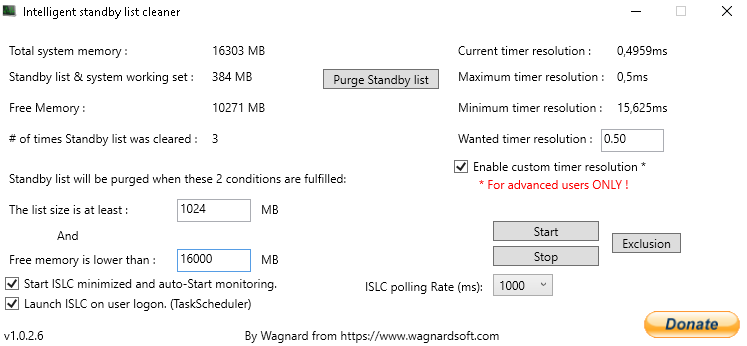 Intelligent standby list cleaner
Total system memory : 16303 MB
Standby list & system working set : 384 MB
Purge Standby list
Free Memory : 10271 MB
# of times Standby list was cleared : 3
Current timer resolution : 0,4959ms
Maximum timer resolution : 0,5ms
Minimum timer resolution : 15,625ms
Wanted timer resolution : 0.50
Enable custom timer resolution *
* For advanced users ONLY !
Standby list will be purged when these 2 conditions are fulfilled:
The list size is at least : 1024 MB
And
Free memory is lower than : 16000 MB
Start ISLC minimized and auto-Start monitoring.
Launch ISLC on user logon. (TaskScheduler)
Start
Stop
Exclusion
ISLC polling Rate (ms): 1000
Donate
v1.0.2.6
By Wagnard from https://www.wagnardsoft.com